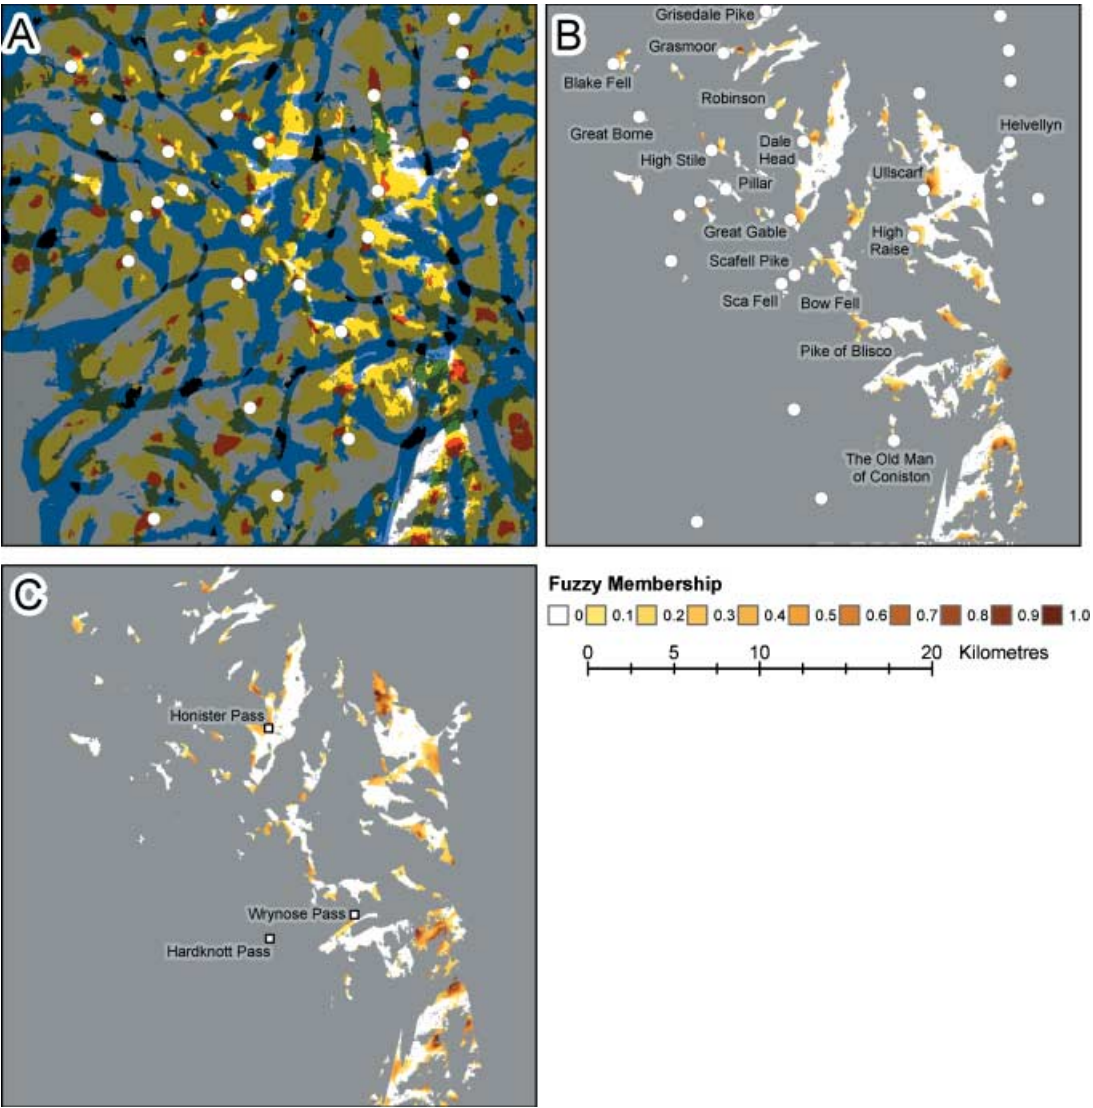 A
B
Grisedale Pike
Grasmoor
Blake Fell
Robinson
Great Borne
Helvellyn
Dale
Head
High Stile
Ullscarf
Pillar
Great Gable
High
Raise
Scafell Pike
Sca Fell
Bow Fell
Pike of Blisco
The Old Man
of Coniston
C
Honister Pass
Wrynose Pass
Hardknott Pass
Fuzzy Membership
0 0.1 0.2 0.3 0.4 0.5 0.6 0.7 0.8 0.9 1.0
0 5 10 20 Kilometres